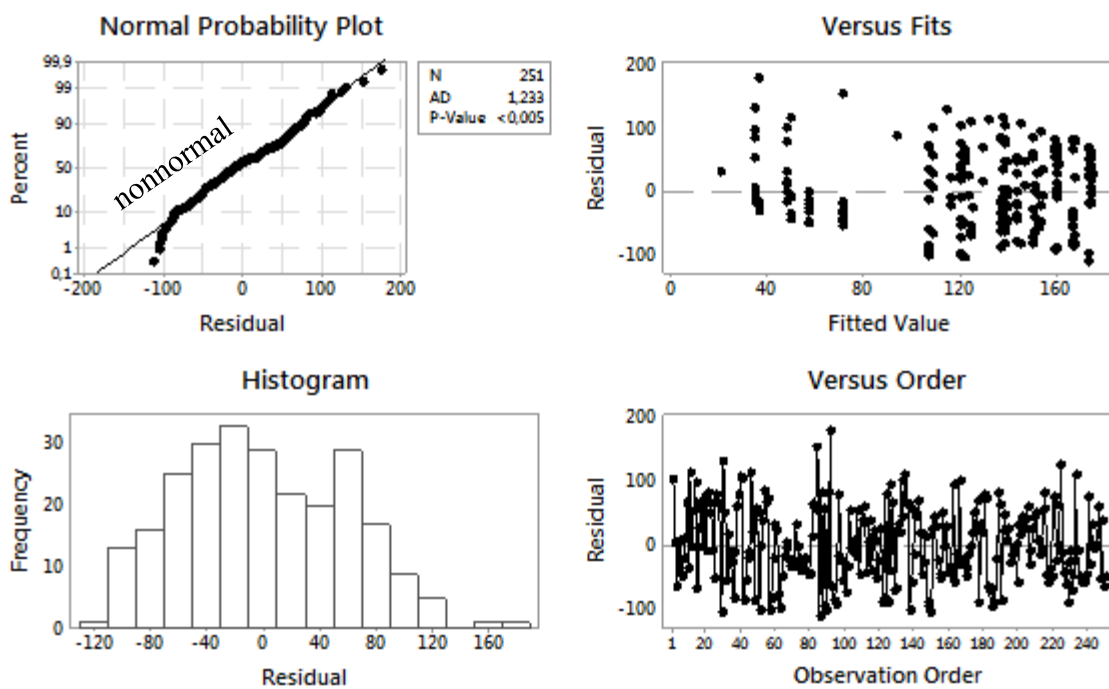 Normal Probability Plot
99,9
99
90
50
10
1
0,1
Percent
nonnormal
N 251
AD 1,233
P-Value <0,005
-200 -100 0 100 200
Residual
Versus Fits
200
100
0
-100
Residual
0 40 80 120 160
Fitted Value
Histogram
30
20
10
0
Frequency
-120 -80 -40 0 40 80 120 160
Residual
Versus Order
200
100
0
-100
Residual
1 20 40 60 80 100 120 140 160 180 200 220 240
Observation Order